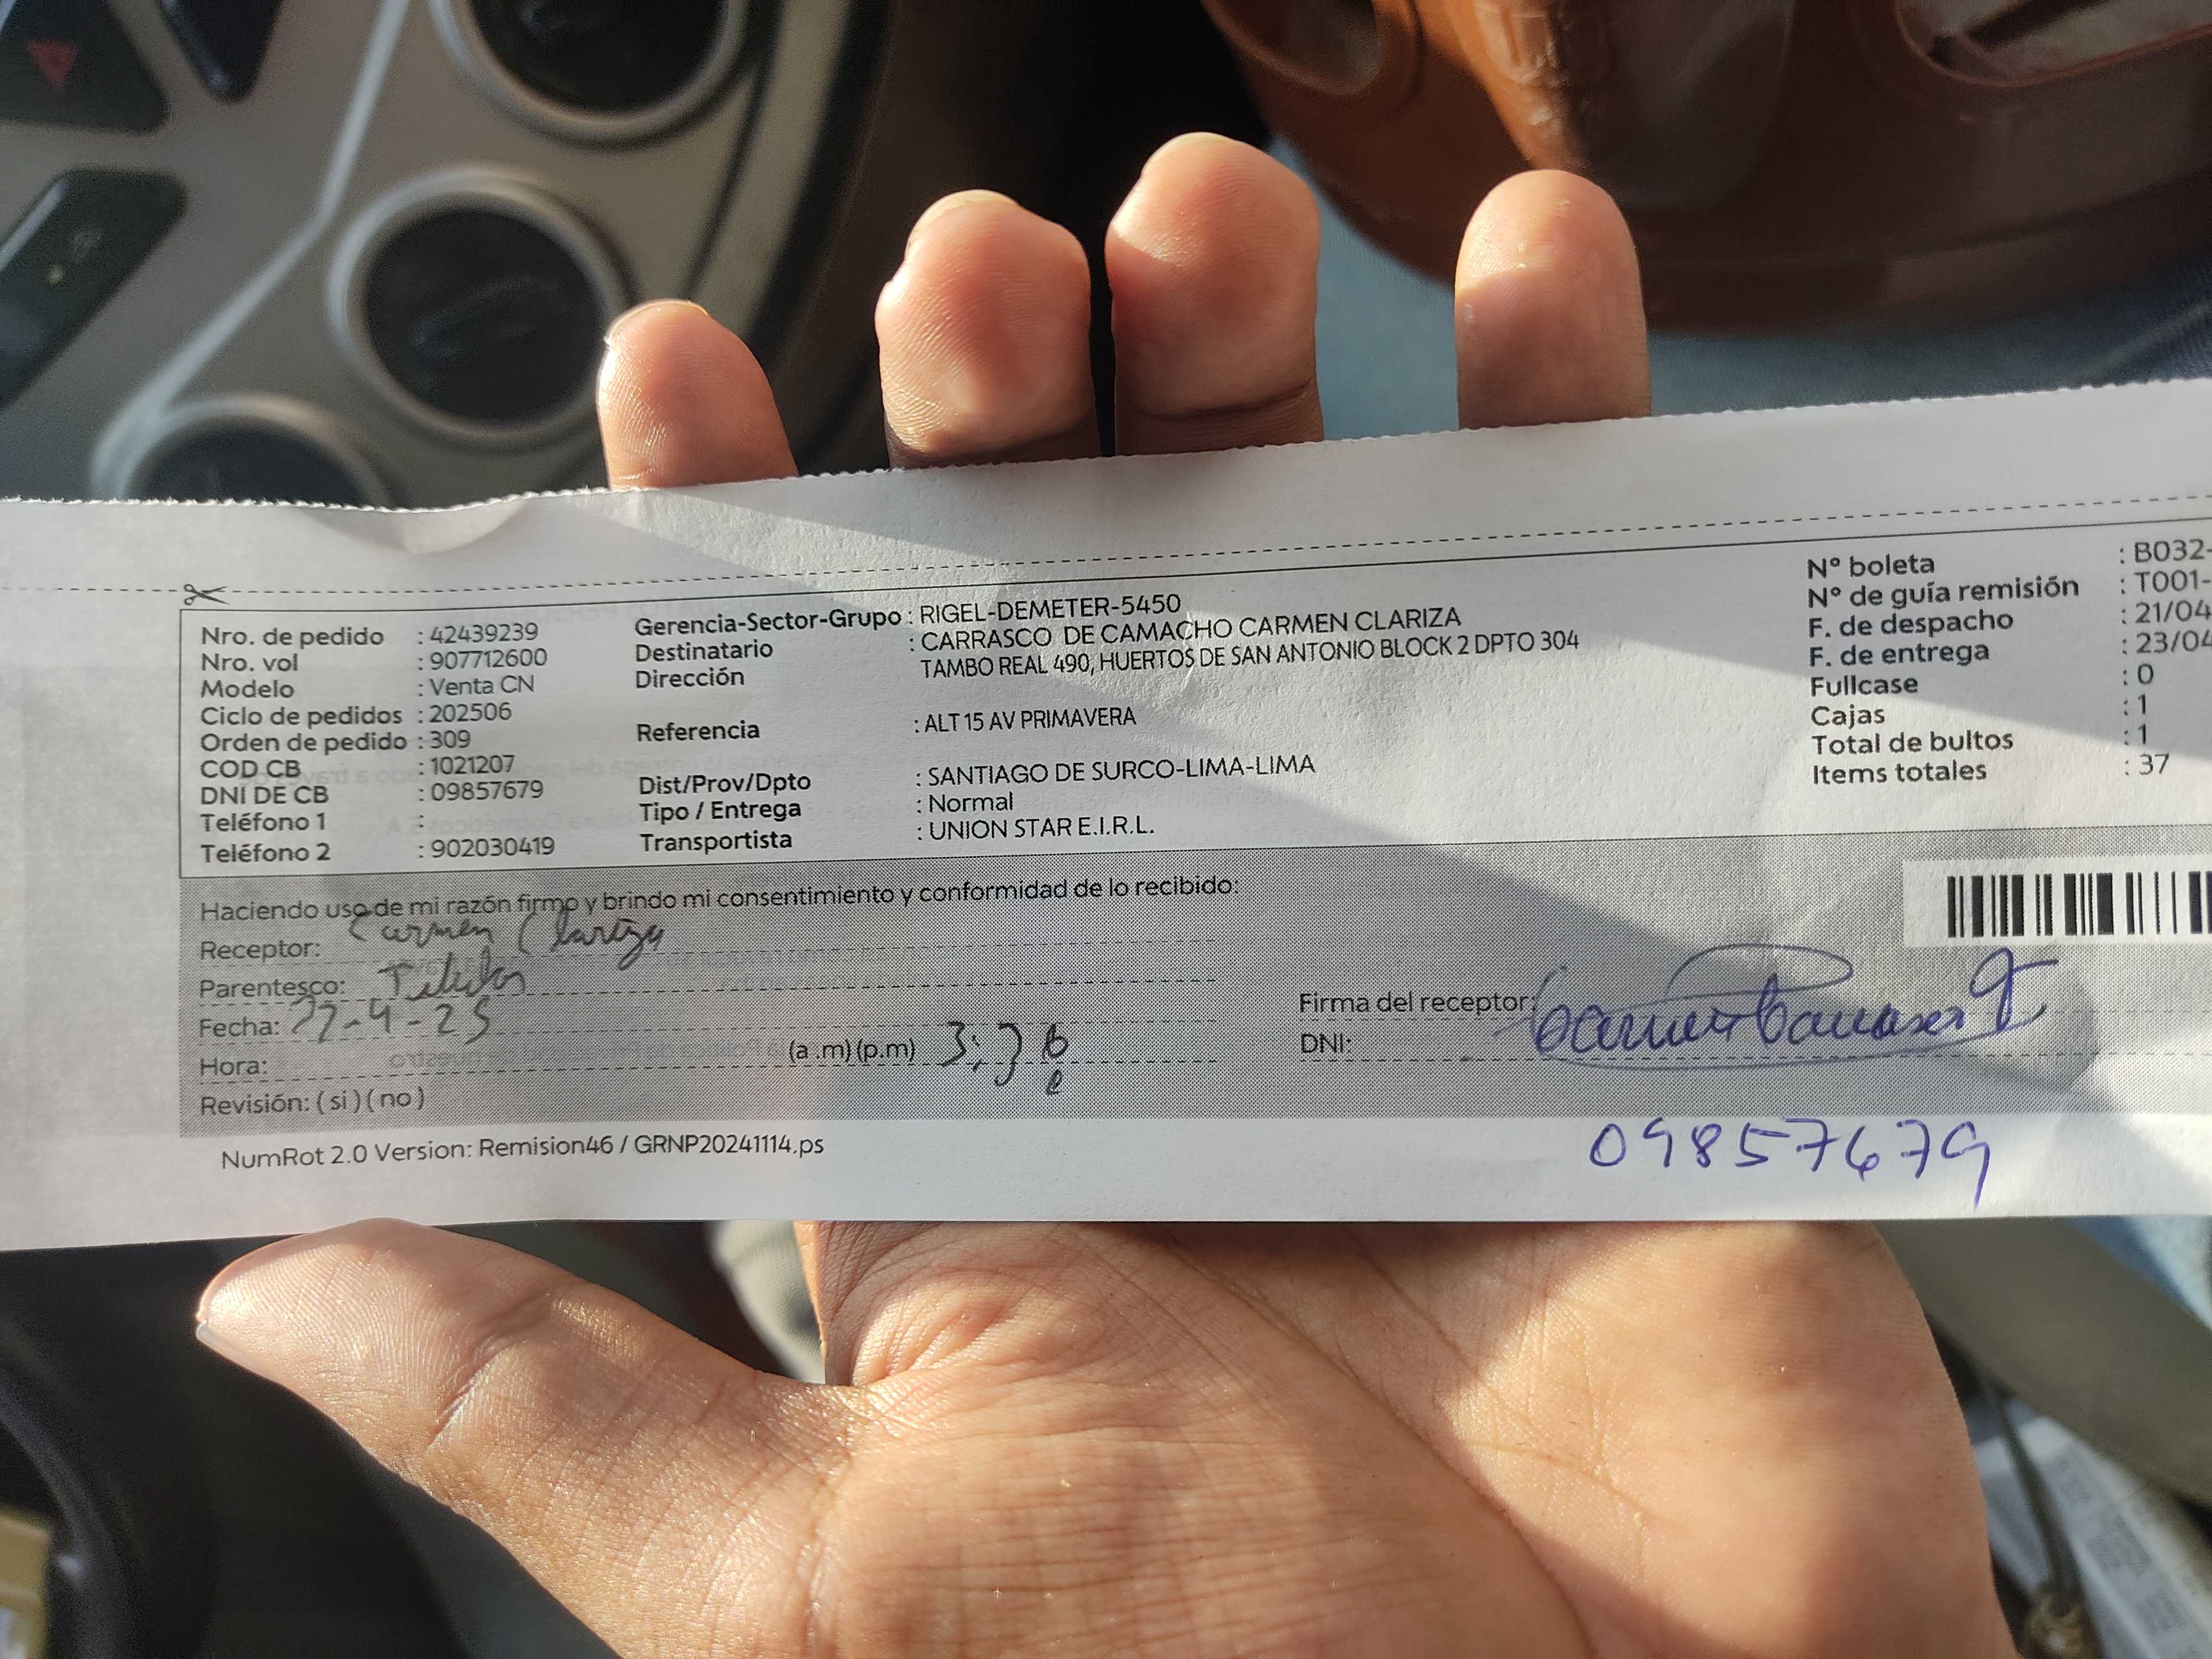 Nro. de pedido : 42439239
Nro. vol : 907712600
Modelo : Venta CN
Ciclo de pedidos : 202506
Orden de pedido : 309
COD CB : 1021207
DNI DE CB : 09857679
Teléfono 1 :
Teléfono 2 : 902030419
Gerencia-Sector-Grupo : RIGEL-DEMETER-5450
Destinatario : CARRASCO DE CAMACHO CARMEN CLARIZA
Dirección TAMBO REAL 490, HUERTOS DE SAN ANTONIO BLOCK 2 DPTO 304
Referencia : ALT 15 AV PRIMAVERA
Dist/Prov/Dpto : SANTIAGO DE SURCO-LIMA-LIMA
Tipo / Entrega : Normal
Transportista : UNION STAR E.I.R.L.
Nº boleta : B032-
Nº de guía remisión : T001-
F. de despacho : 21/04
F. de entrega : 23/04
Fullcase : 0
Cajas : 1
Total de bultos : 1
Items totales : 37
Haciendo uso de mi razón firmo y brindo mi consentimiento y conformidad de lo recibido:
Receptor: Carmen Clariza
Parentesco:
Fecha: 22-4-25
Hora: (a.m) (p.m) 3:36
Revisión: (si) (no)
Firma del receptor: Carmen Carrasco
DNI:
09857679
NumRot 2.0 Version: Remision46 / GRNP20241114.ps